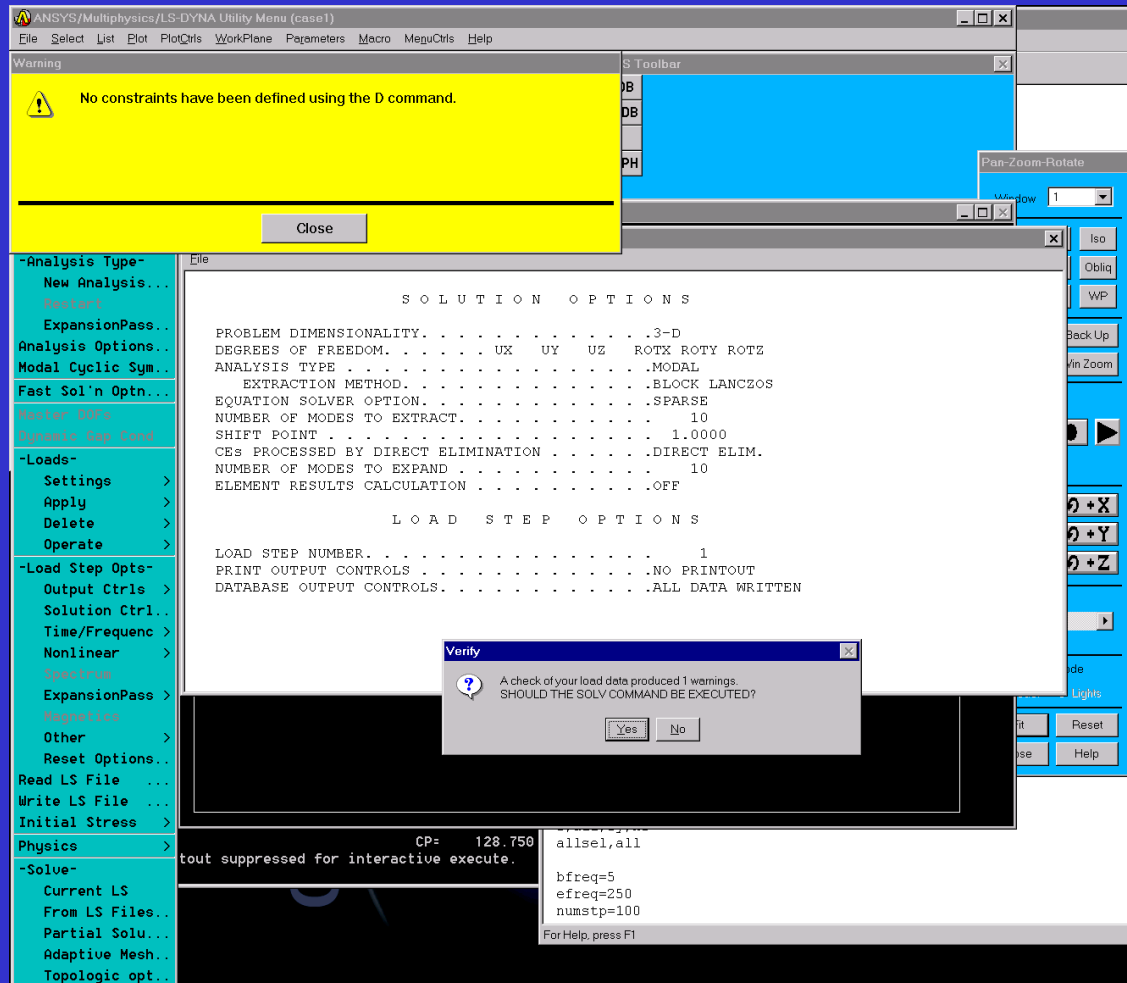 ANSYS/Multiphysics/LS-DYNA Utility Menu (case1)
File Select List Plot PlotCtrls WorkPlane Parameters Macro MenuCtrls Help
Warning
No constraints have been defined using the D command.
Close
S Toolbar
DB
PH
Pan-Zoom-Rotate
Window 1
Iso
Obliq
WP
Back Up
Win Zoom
+X
+Y
+Z
Lights
Fit Reset
Help
-Analysis Type-
New Analysis...
Restart
ExpansionPass..
Analysis Options..
Modal Cyclic Sym..
Fast Sol'n Optn...
Master DOFs
Dynamic Gap Cond
-Loads-
Settings >
Apply >
Delete >
Operate >
-Load Step Opts-
Output Ctrls >
Solution Ctrl..
Time/Frequenc >
Nonlinear >
Spectrum
ExpansionPass >
Magnetics
Other >
Reset Options..
Read LS File ...
Write LS File ...
Initial Stress >
Physics >
-Solve-
Current LS
From LS Files..
Partial Solu...
Adaptive Mesh..
Topologic opt..
File
S O L U T I O N   O P T I O N S
PROBLEM DIMENSIONALITY. . . . . . . . . . . . .3-D
DEGREES OF FREEDOM. . . . . . UX   UY   UZ   ROTX ROTY ROTZ
ANALYSIS TYPE . . . . . . . . . . . . . . . . .MODAL
EXTRACTION METHOD. . . . . . . . . . . . . .BLOCK LANCZOS
EQUATION SOLVER OPTION. . . . . . . . . . . . .SPARSE
NUMBER OF MODES TO EXTRACT. . . . . . . . . . .   10
SHIFT POINT . . . . . . . . . . . . . . . . . . 1.0000
CEs PROCESSED BY DIRECT ELIMINATION . . . . . .DIRECT ELIM.
NUMBER OF MODES TO EXPAND . . . . . . . . . . .   10
ELEMENT RESULTS CALCULATION . . . . . . . . . .OFF
L O A D   S T E P   O P T I O N S
LOAD STEP NUMBER. . . . . . . . . . . . . . . .    1
PRINT OUTPUT CONTROLS . . . . . . . . . . . . .NO PRINTOUT
DATABASE OUTPUT CONTROLS. . . . . . . . . . . .ALL DATA WRITTEN
Verify
A check of your load data produced 1 warnings.
SHOULD THE SOLV COMMAND BE EXECUTED?
Yes No
CP= 128.750
tout suppressed for interactive execute.
allsel,all
bfreq=5
efreq=250
numstp=100
For Help, press F1